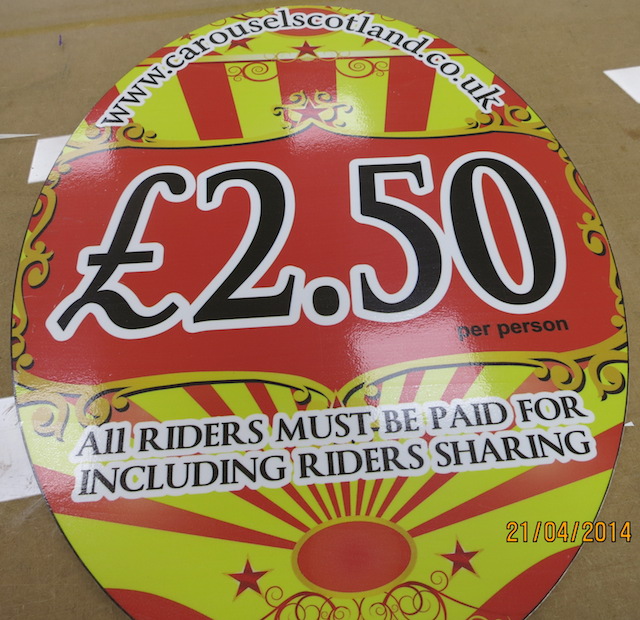 www.carouselscotland.co.uk
£2.50
per person
All RIDERS MUST BE PAID FOR
INCLUDING RIDERS SHARING
21/04/2014